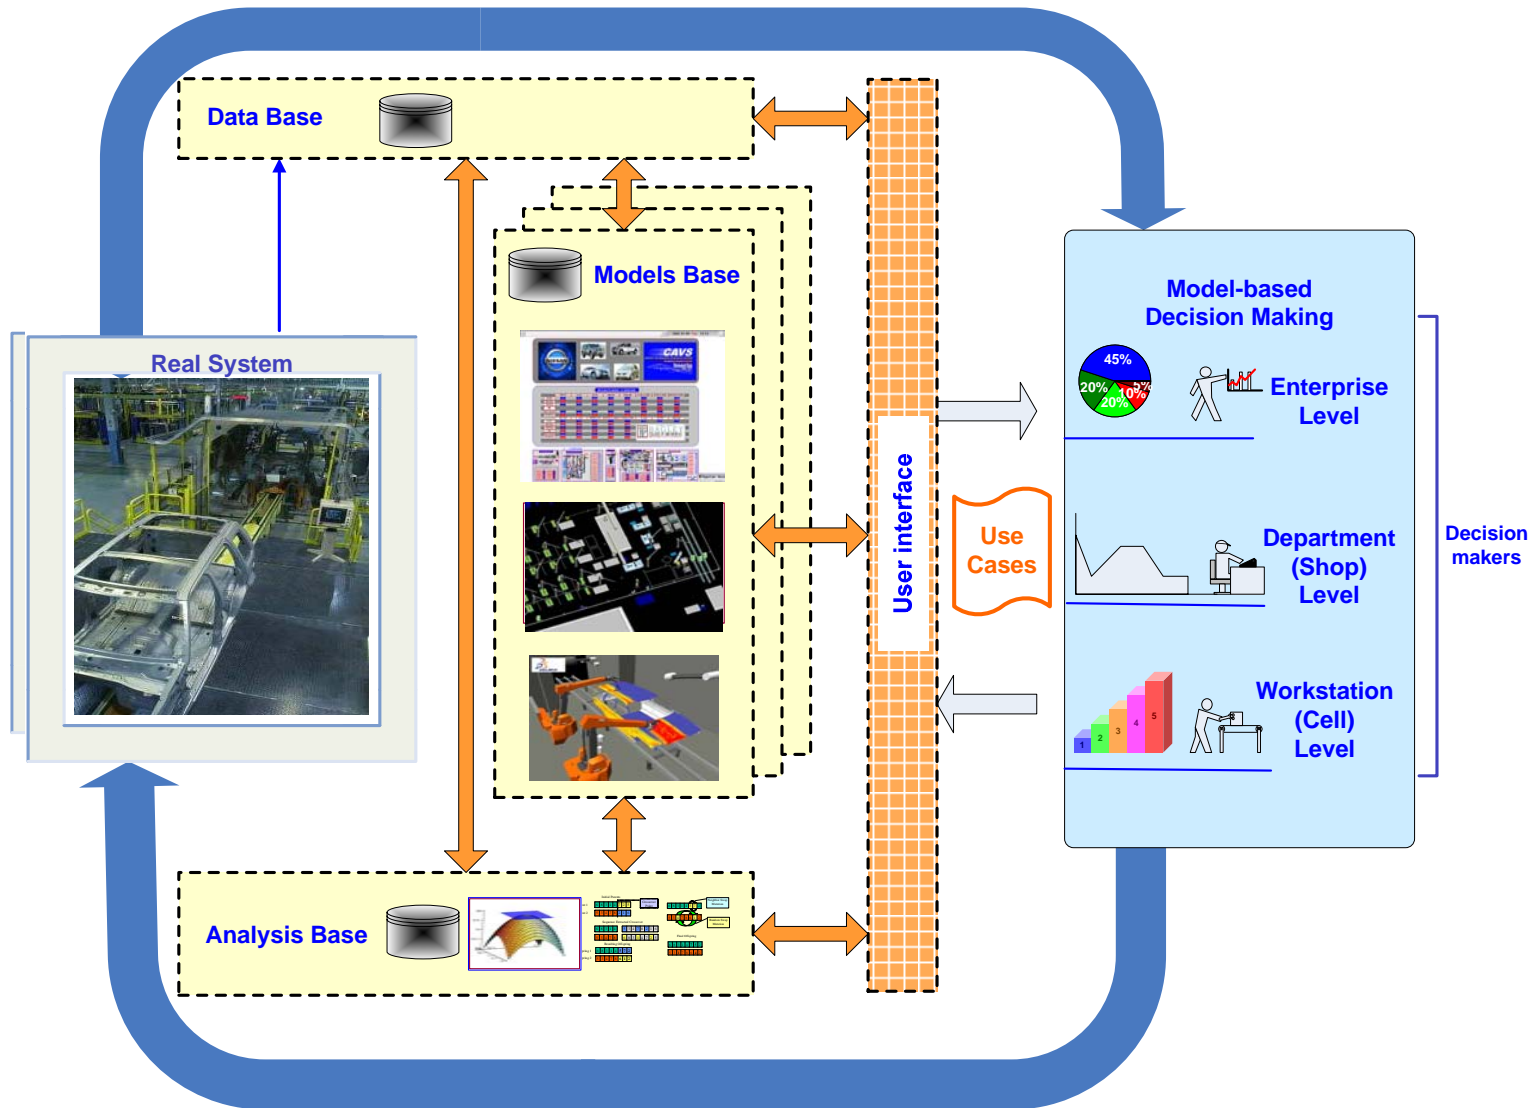 Data Base
Models Base
Real System
CAVS
User interface
Use
Cases
Model-based
Decision Making
45%
20%
20%
10%
5%
Enterprise
Level
Department
(Shop)
Level
Workstation
(Cell)
Level
1
2
3
4
5
Decision
makers
Analysis Base